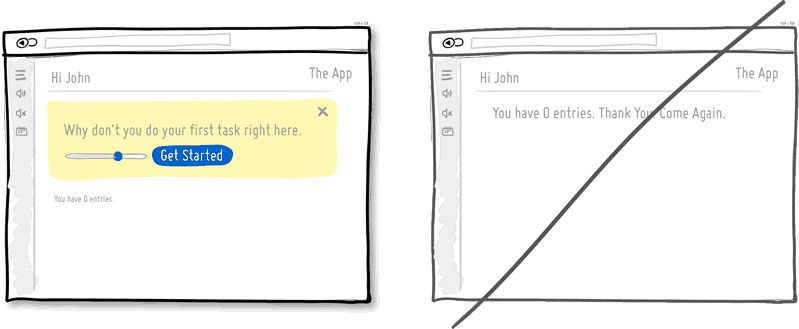 Hi John
The App
Why don't you do your first task right here.
Get Started
You have 0 entries.
Hi John
The App
You have 0 entries. Thank You. Come Again.